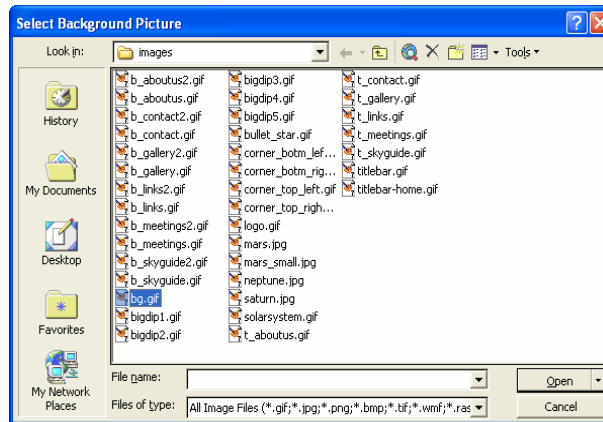 Select Background Picture
Look in:
images
Tools
History
My Documents
Desktop
Favorites
My Network
Places
b_aboutus2.gif
b_aboutus.gif
b_contact2.gif
b_contact.gif
b_gallery2.gif
b_gallery.gif
b_links2.gif
b_links.gif
b_meetings2.gif
b_meetings.gif
b_skyguide2.gif
b_skyguide.gif
bg.gif
bigdip1.gif
bigdip2.gif
bigdip3.gif
bigdip4.gif
bigdip5.gif
bullet_star.gif
corner_botm_lef...
corner_botm_rig...
corner_top_left.gif
corner_top_righ...
logo.gif
mars.jpg
mars_small.jpg
neptune.jpg
saturn.jpg
solarsystem.gif
t_aboutus.gif
t_contact.gif
t_gallery.gif
t_links.gif
t_meetings.gif
t_skyguide.gif
titlebar.gif
titlebar-home.gif
File name:
Open
Files of type:
All Image Files (*.gif;*.jpg;*.png;*.bmp;*.tif;*.wmf;*.ras
Cancel